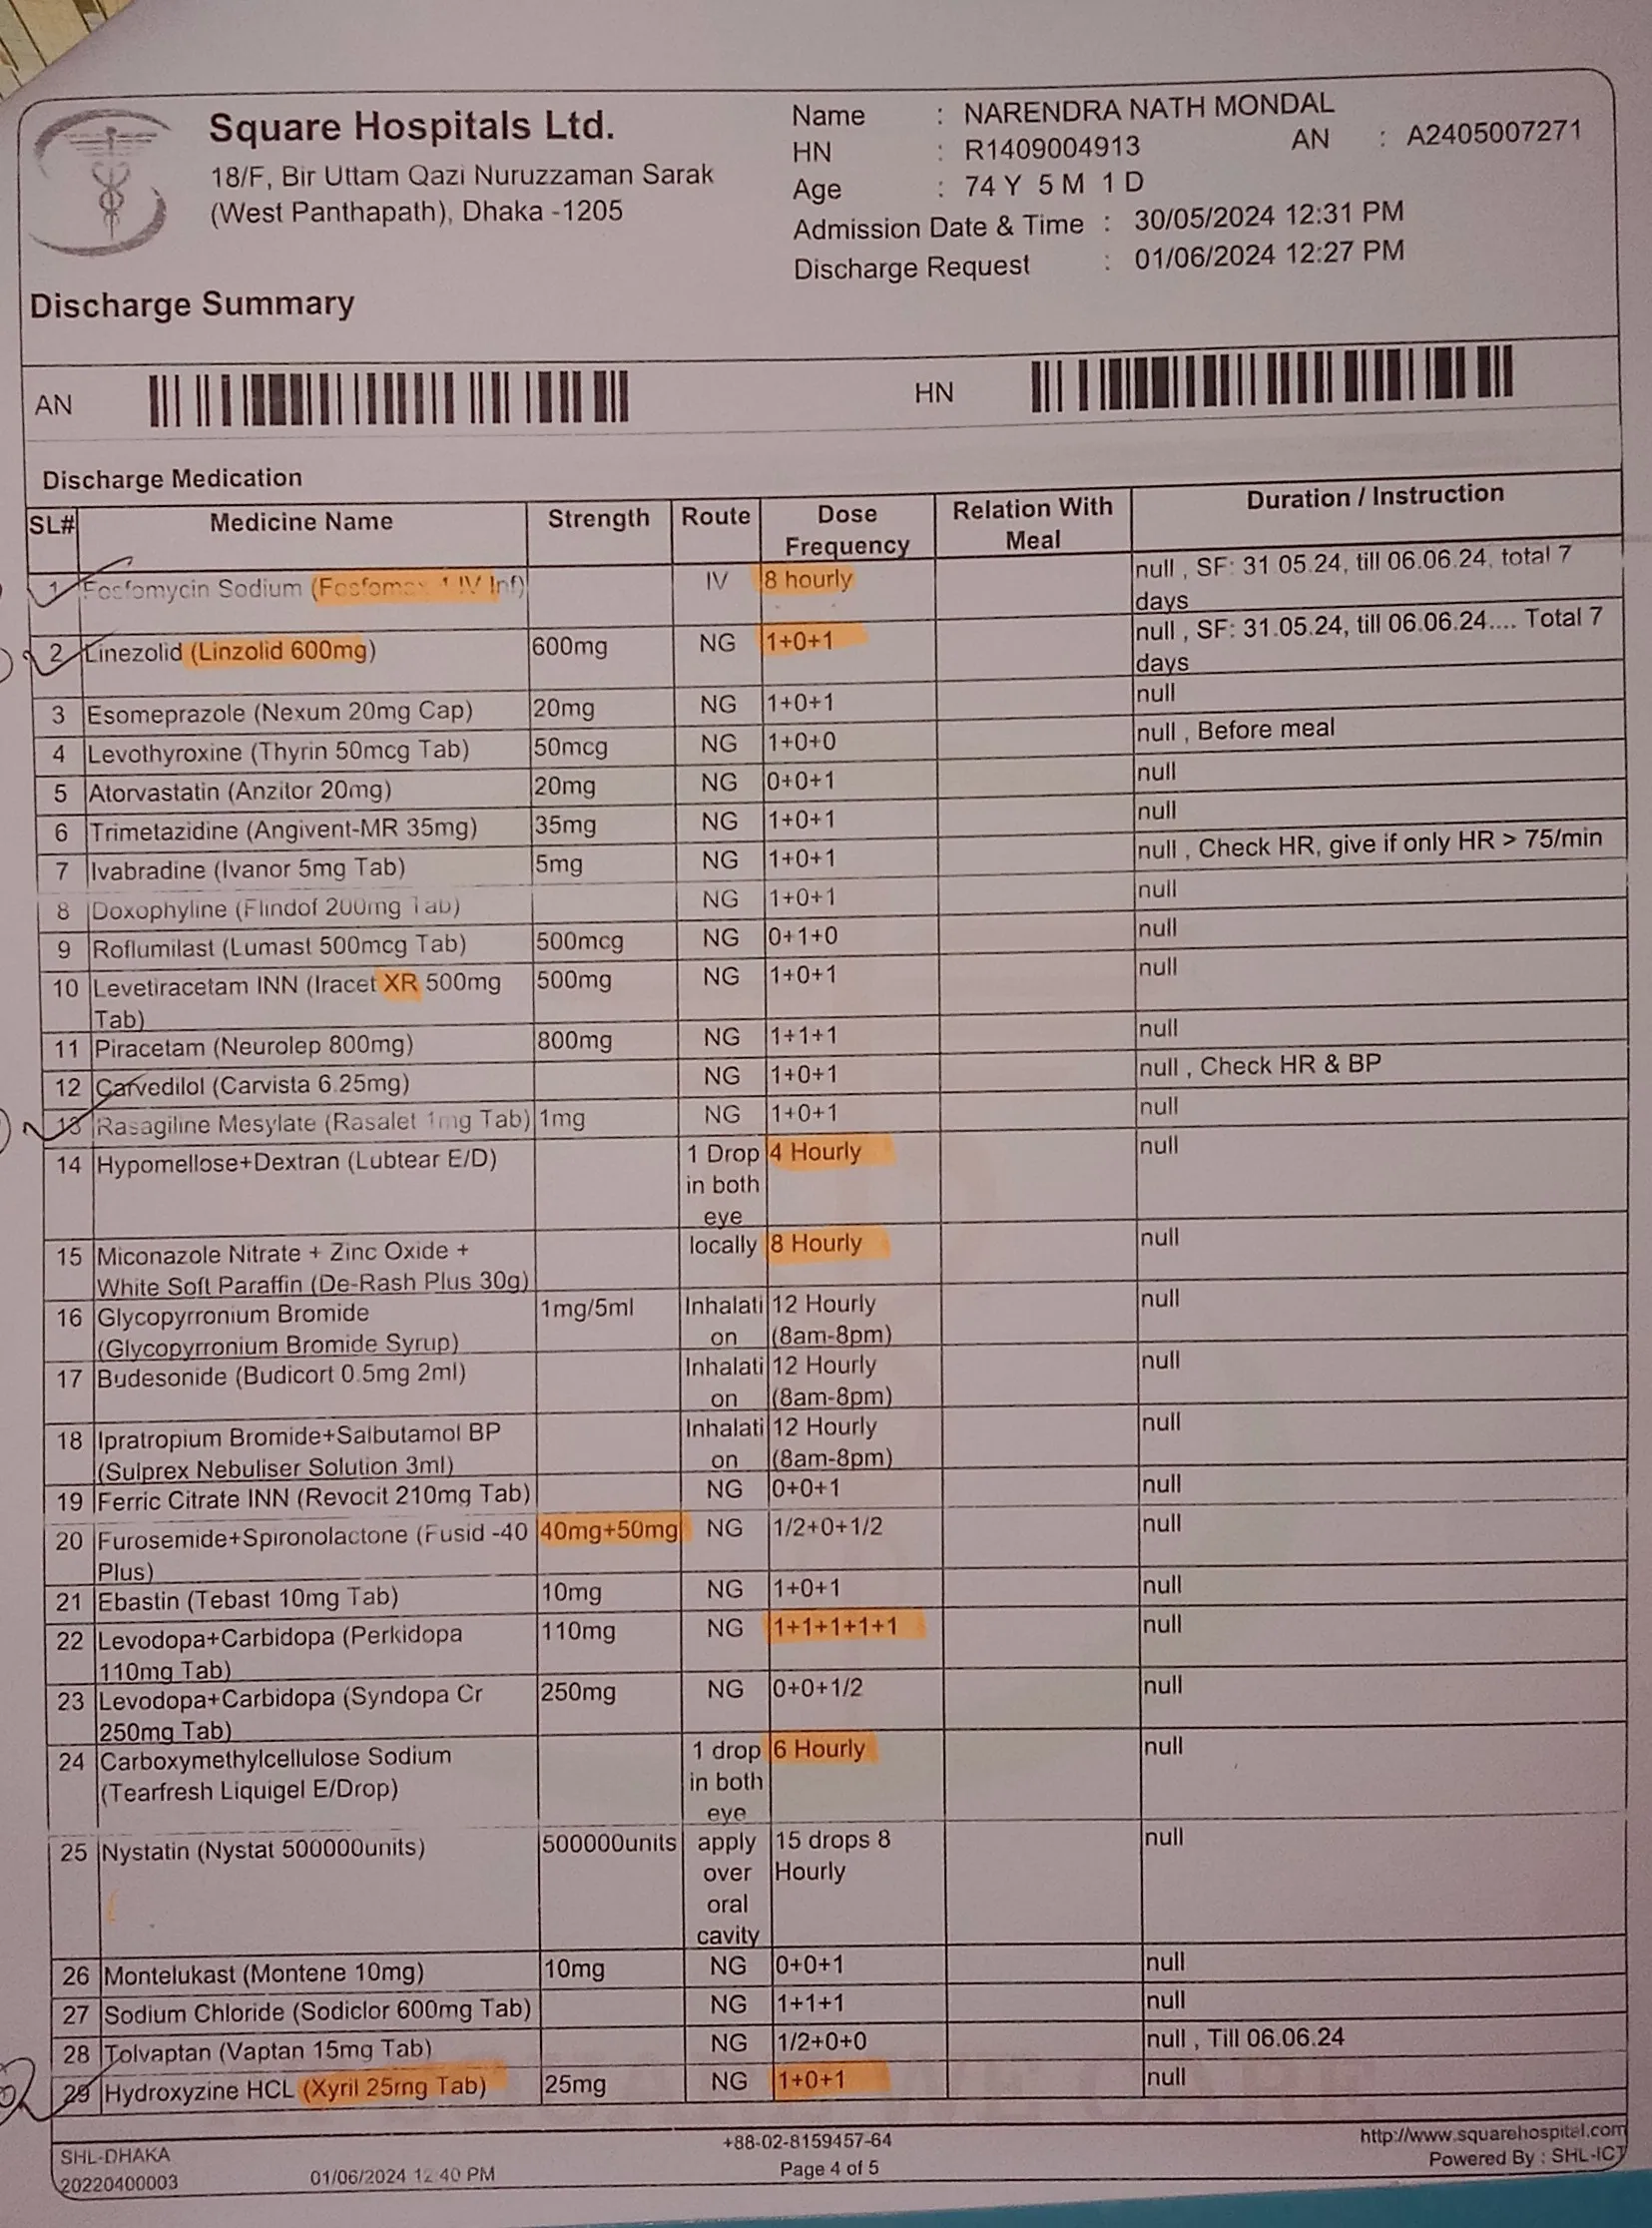 Square Hospitals Ltd.
18/F, Bir Uttam Qazi Nuruzzaman Sarak
(West Panthapath), Dhaka -1205
Name : NARENDRA NATH MONDAL
HN : R1409004913 AN : A2405007271
Age : 74 Y 5 M 1 D
Admission Date & Time : 30/05/2024 12:31 PM
Discharge Request : 01/06/2024 12:27 PM
Discharge Summary
AN HN
Discharge Medication
SL# Medicine Name Strength Route Dose Frequency Relation With Meal Duration / Instruction
1 Fosfomycin Sodium ( 1 IV Inf) IV 8 hourly null , SF: 31 05.24, till 06.06.24, total 7 days
2 Linezolid (Linzolid 600mg) 600mg NG 1+0+1 null , SF: 31.05.24, till 06.06.24.... Total 7 days
3 Esomeprazole (Nexum 20mg Cap) 20mg NG 1+0+1 null
4 Levothyroxine (Thyrin 50mcg Tab) 50mcg NG 1+0+0 null , Before meal
5 Atorvastatin (Anzitor 20mg) 20mg NG 0+0+1 null
6 Trimetazidine (Angivent-MR 35mg) 35mg NG 1+0+1 null
7 Ivabradine (Ivanor 5mg Tab) 5mg NG 1+0+1 null , Check HR, give if only HR > 75/min
8 Doxophyline (Flindof 200mg Tab) NG 1+0+1 null
9 Roflumilast (Lumast 500mcg Tab) 500mcg NG 0+1+0 null
10 Levetiracetam INN (Iracet XR 500mg Tab) 500mg NG 1+0+1 null
11 Piracetam (Neurolep 800mg) 800mg NG 1+1+1 null
12 Carvedilol (Carvista 6.25mg) NG 1+0+1 null , Check HR & BP
13 Rasagiline Mesylate (Rasalet 1mg Tab) 1mg NG 1+0+1 null
14 Hypomellose+Dextran (Lubtear E/D) 1 Drop in both eye 4 Hourly null
15 Miconazole Nitrate + Zinc Oxide + White Soft Paraffin (De-Rash Plus 30g) locally 8 Hourly null
16 Glycopyrronium Bromide (Glycopyrronium Bromide Syrup) 1mg/5ml Inhalation 12 Hourly (8am-8pm) null
17 Budesonide (Budicort 0.5mg 2ml) Inhalation 12 Hourly (8am-8pm) null
18 Ipratropium Bromide+Salbutamol BP (Sulprex Nebuliser Solution 3ml) Inhalation 12 Hourly (8am-8pm) null
19 Ferric Citrate INN (Revocit 210mg Tab) NG 0+0+1 null
20 Furosemide+Spironolactone (Fusid -40 Plus) 40mg+50mg NG 1/2+0+1/2 null
21 Ebastin (Tebast 10mg Tab) 10mg NG 1+0+1 null
22 Levodopa+Carbidopa (Perkidopa 110mg Tab) 110mg NG 1+1+1+1+1 null
23 Levodopa+Carbidopa (Syndopa Cr 250mg Tab) 250mg NG 0+0+1/2 null
24 Carboxymethylcellulose Sodium (Tearfresh Liquigel E/Drop) 1 drop in both eye 6 Hourly null
25 Nystatin (Nystat 500000units) 500000units apply over oral cavity 15 drops 8 Hourly null
26 Montelukast (Montene 10mg) 10mg NG 0+0+1 null
27 Sodium Chloride (Sodiclor 600mg Tab) NG 1+1+1 null
28 Tolvaptan (Vaptan 15mg Tab) NG 1/2+0+0 null , Till 06.06.24
29 Hydroxyzine HCL (Xyril 25mg Tab) 25mg NG 1+0+1 null
SHL-DHAKA +88-02-8159457-64 http://www.squarehospital.com
20220400003 01/06/2024 12:40 PM Page 4 of 5 Powered By : SHL-ICT